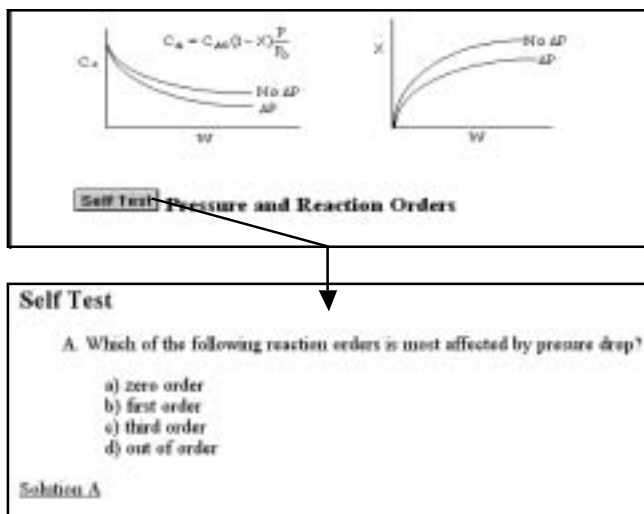 C_A = C_A0 (1 – X) P/P_0
C_A
No ΔP
ΔP
W
X
No ΔP
ΔP
W
Self Test Pressure and Reaction Orders
Self Test
A. Which of the following reaction orders is most affected by presure drop?
a) zero order
b) first order
c) third order
d) out of order
Solution A